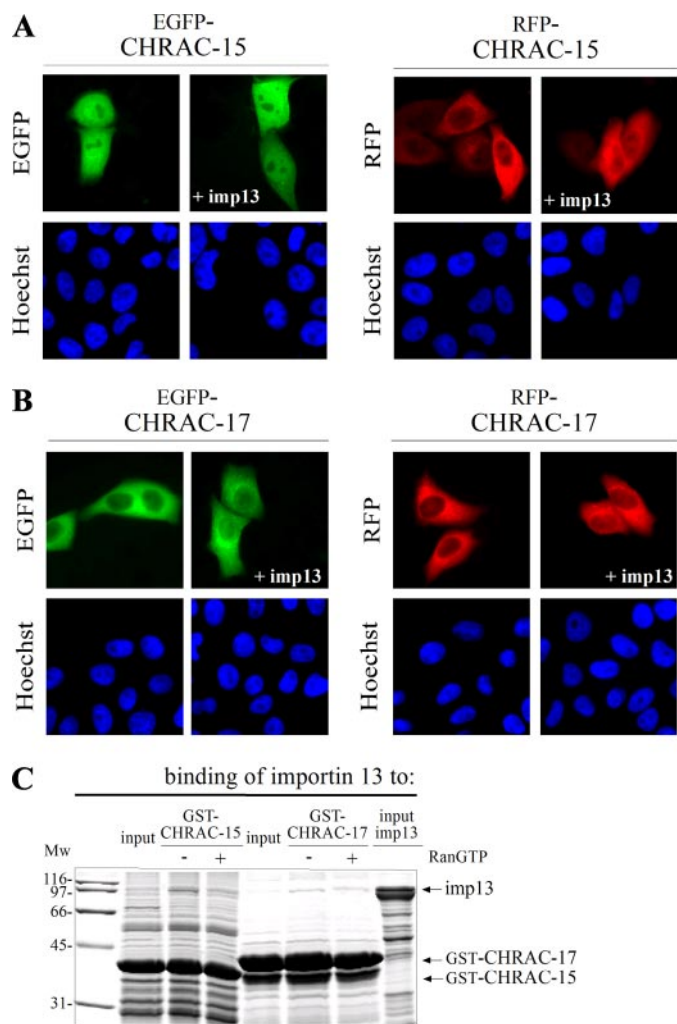 A
EGFP-
CHRAC-15
RFP-
CHRAC-15
EGFP
+ imp13
RFP
+ imp13
Hoechst
Hoechst
B
EGFP-
CHRAC-17
RFP-
CHRAC-17
EGFP
+ imp13
RFP
+ imp13
Hoechst
Hoechst
C
binding of importin 13 to:
input
GST-
CHRAC-15
input
GST-
CHRAC-17
input
imp13
Mw
- + - + RanGTP
116-
97-
66-
45-
31-
imp13
GST-CHRAC-17
GST-CHRAC-15